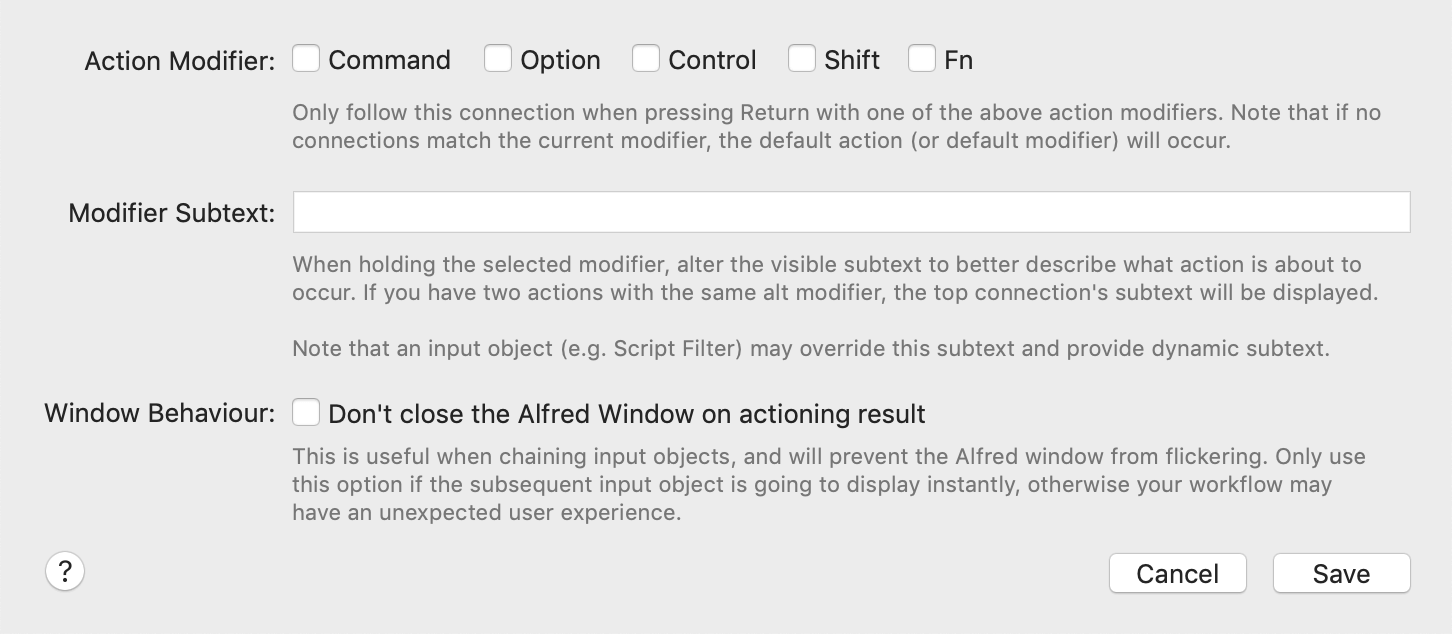 Action Modifier: Command Option Control Shift Fn
Only follow this connection when pressing Return with one of the above action modifiers. Note that if no
connections match the current modifier, the default action (or default modifier) will occur.
Modifier Subtext:
When holding the selected modifier, alter the visible subtext to better describe what action is about to
occur. If you have two actions with the same alt modifier, the top connection's subtext will be displayed.
Note that an input object (e.g. Script Filter) may override this subtext and provide dynamic subtext.
Window Behaviour: Don't close the Alfred Window on actioning result
This is useful when chaining input objects, and will prevent the Alfred window from flickering. Only use
this option if the subsequent input object is going to display instantly, otherwise your workflow may
have an unexpected user experience.
? Cancel Save